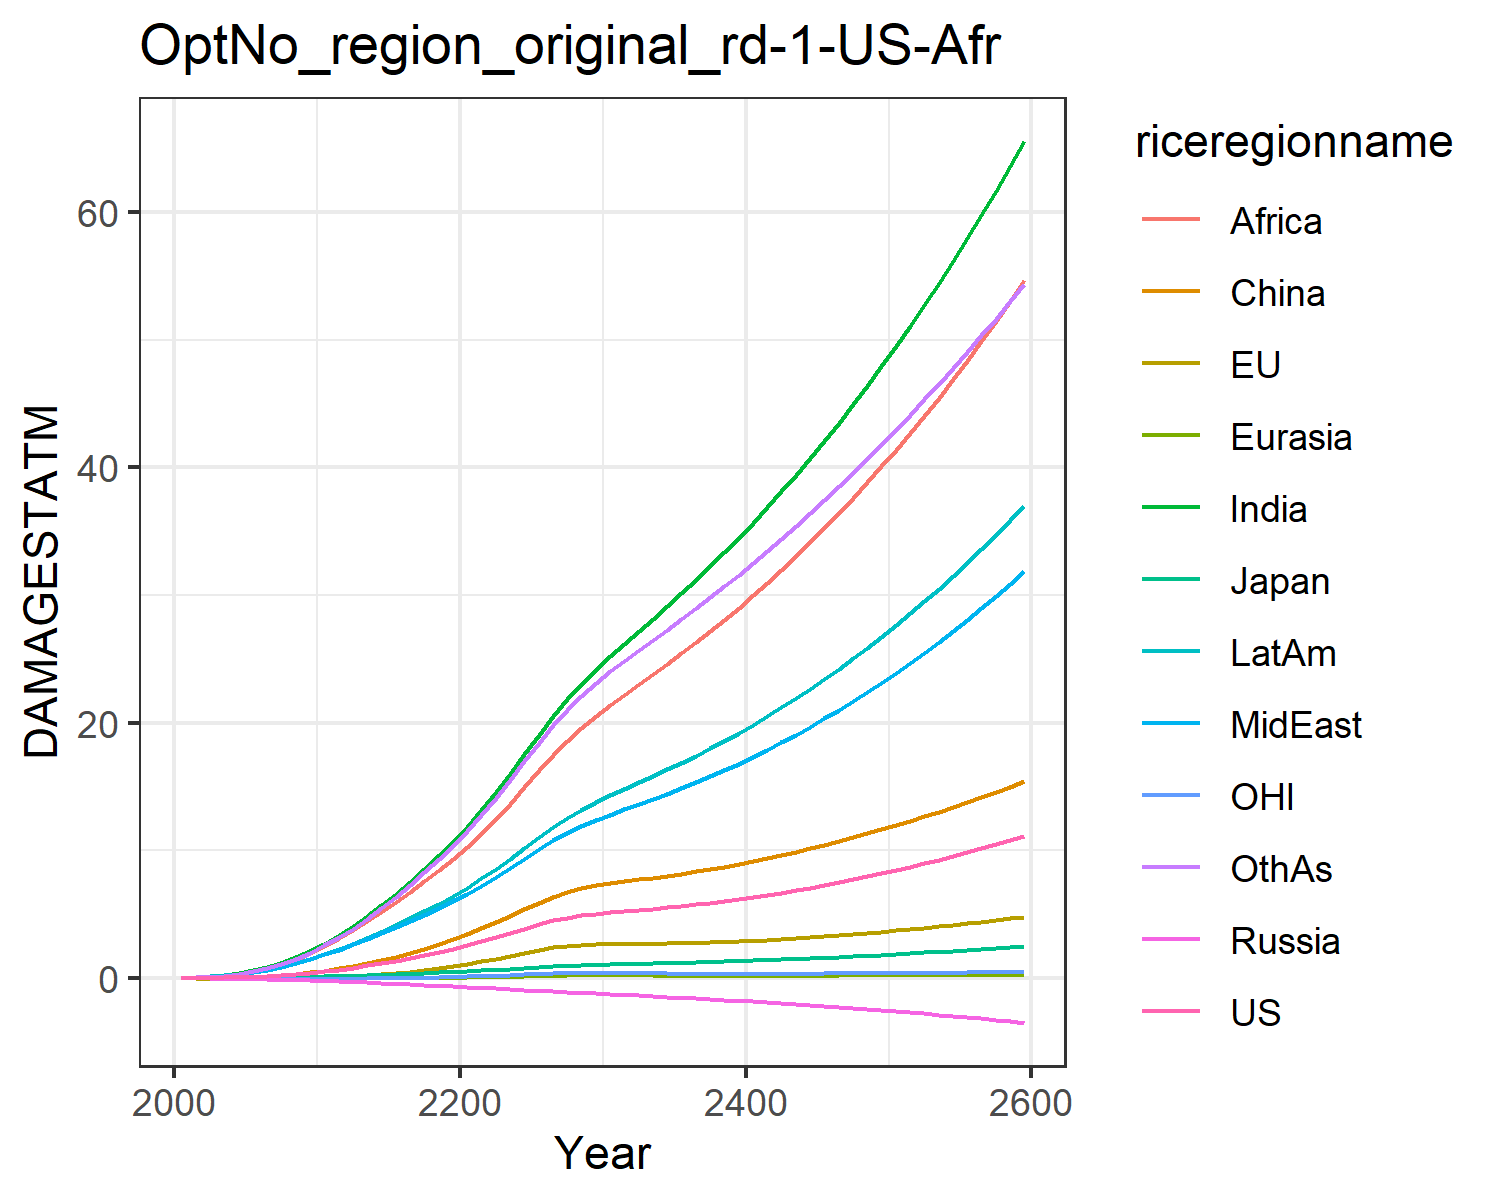 OptNo_region_original_rd-1-US-Afr
DAMAGESTATM
60
40
20
0
2000
2200
2400
2600
Year
riceregionname
Africa
China
EU
Eurasia
India
Japan
LatAm
MidEast
OHI
OthAs
Russia
US